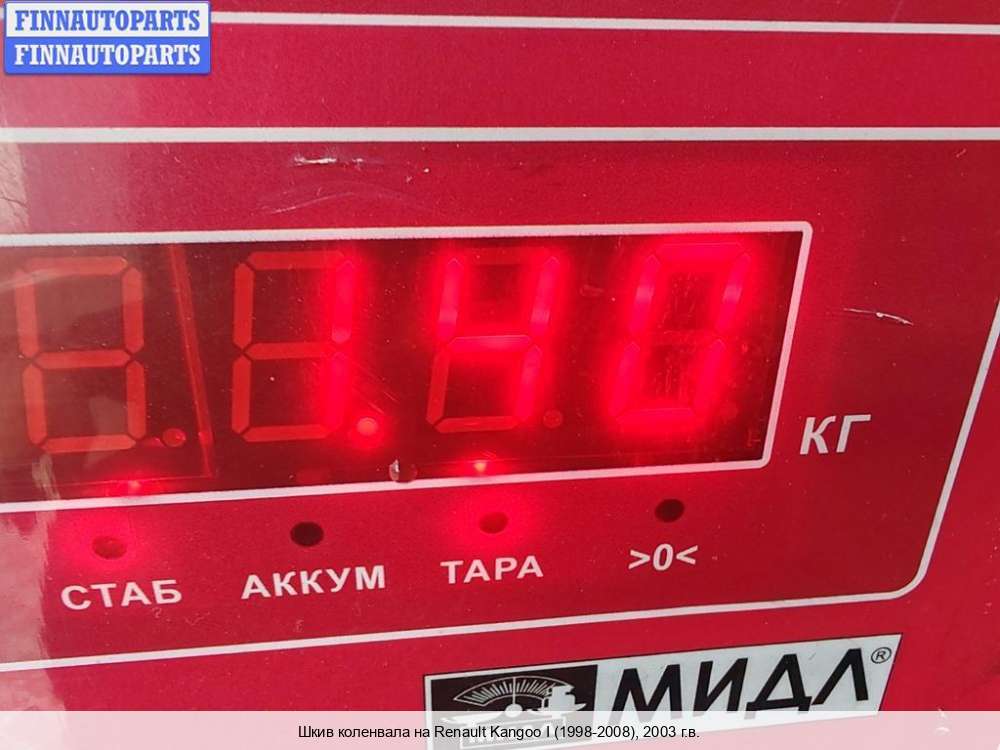 FINNAUTOPARTS
FINNAUTOPARTS
1.40
КГ
СТАБ АККУМ ТАРА >0<
МИДЛ®
Шкив коленвала на Renault Kangoo I (1998-2008), 2003 г.в.